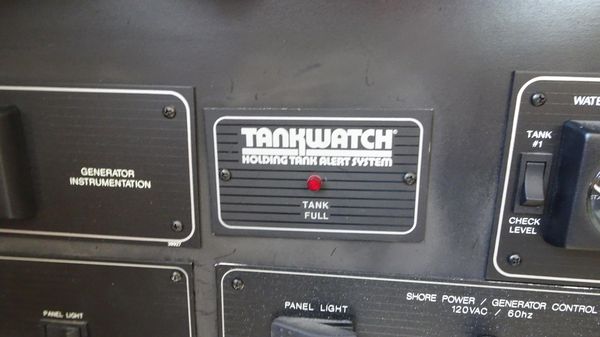 GENERATOR
INSTRUMENTATION
TANKWATCH®
HOLDING TANK ALERT SYSTEM
TANK
FULL
WATE
TANK
#1
CHECK
LEVEL
PANEL LIGHT
PANEL LIGHT
SHORE POWER / GENERATOR CONTROL
120VAC / 60hz